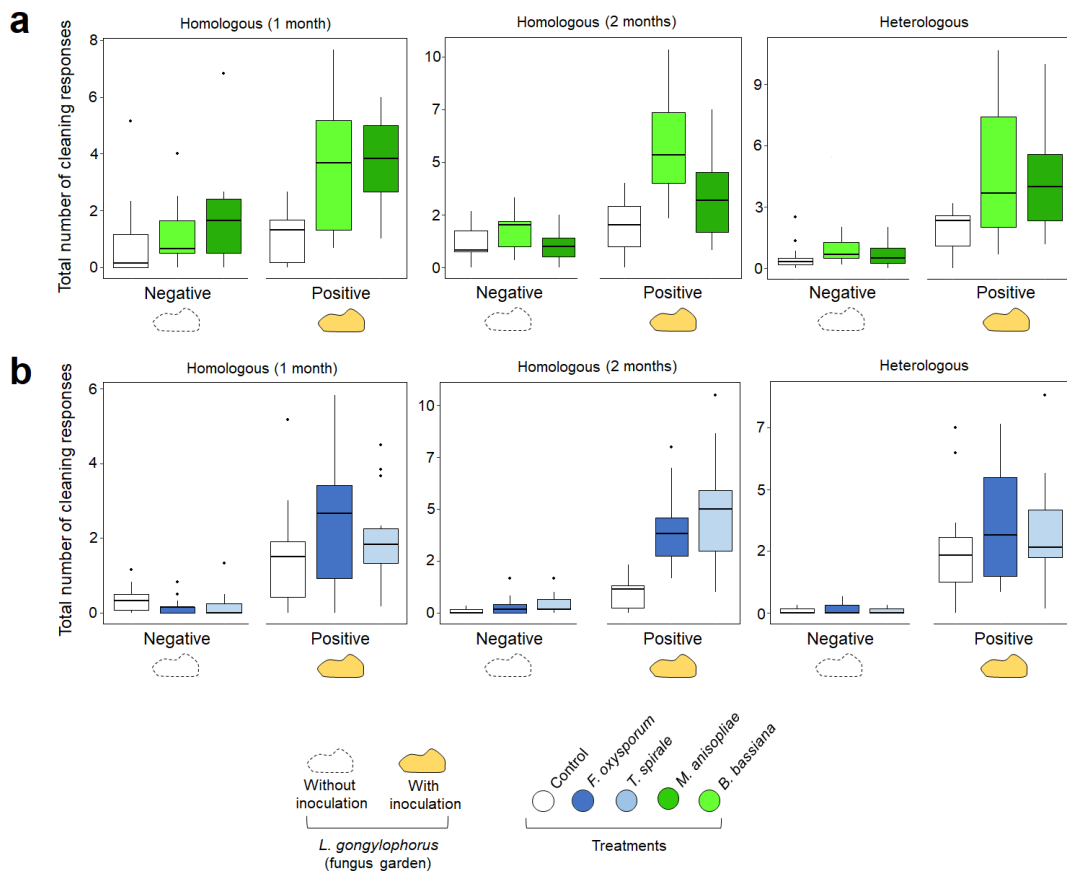 a
Homologous (1 month)
Homologous (2 months)
Heterologous
Total number of cleaning responses
8
6
4
2
0
10
7
5
2
0
9
6
3
0
Negative
Positive
Negative
Positive
Negative
Positive
b
Homologous (1 month)
Homologous (2 months)
Heterologous
Total number of cleaning responses
6
4
2
0
10
7
5
2
0
7
5
2
0
Negative
Positive
Negative
Positive
Negative
Positive
Without
inoculation
With
inoculation
L. gongylophorus
(fungus garden)
Control
F. oxysporum
T. spirale
M. anisopliae
B. bassiana
Treatments